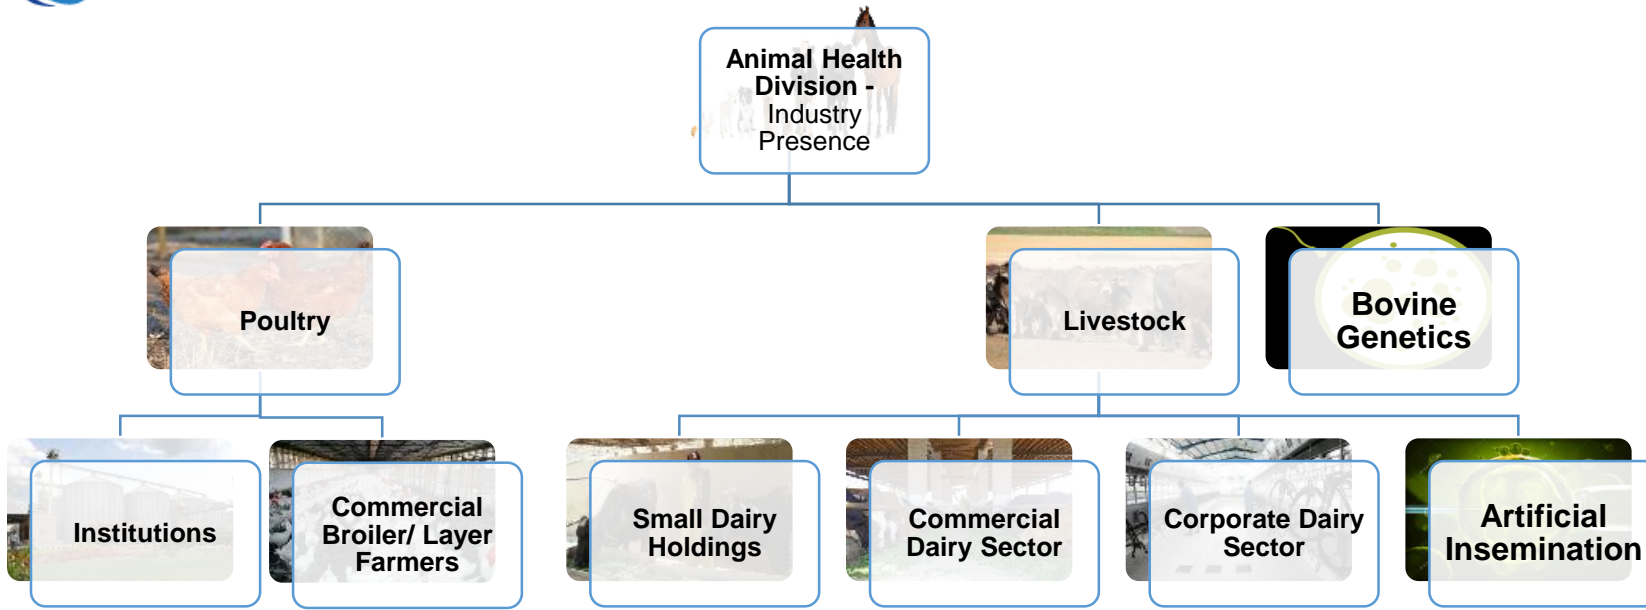 Animal Health
Division -
Industry
Presence
Poultry
Livestock
Bovine
Genetics
Institutions
Commercial
Broiler/ Layer
Farmers
Small Dairy
Holdings
Commercial
Dairy Sector
Corporate Dairy
Sector
Artificial
Insemination